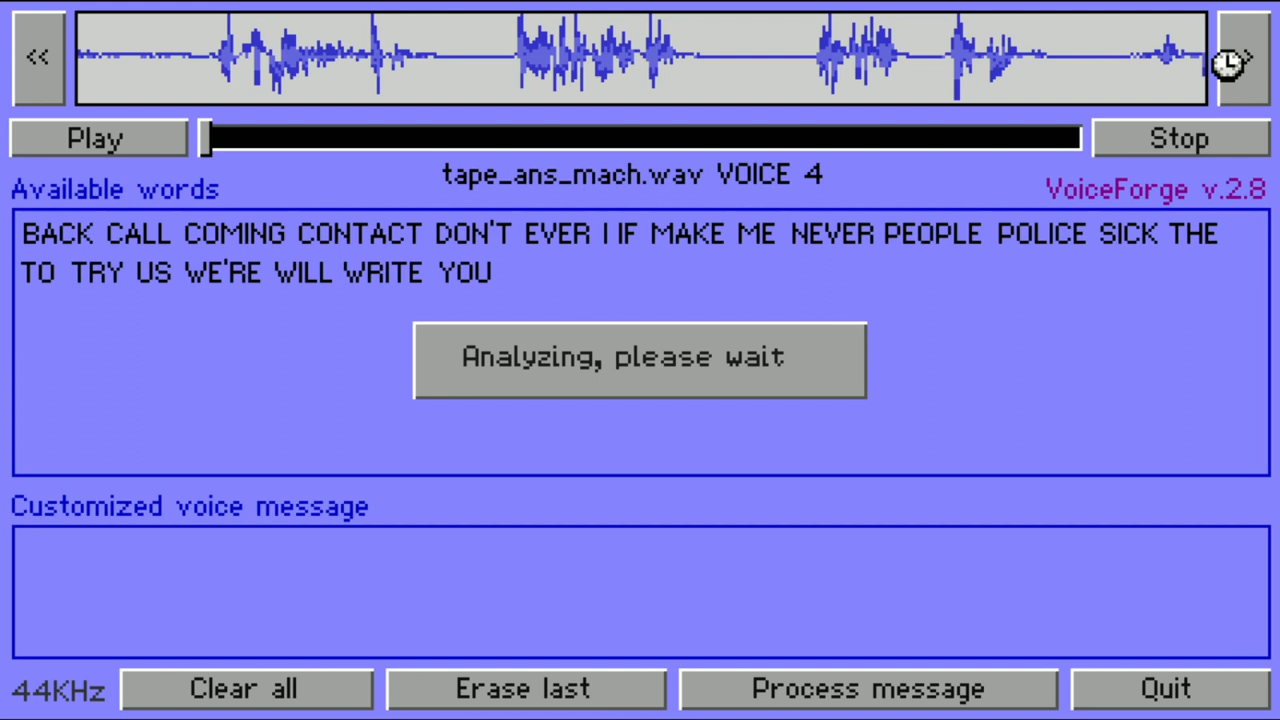 <<
>
Play
Stop
tape_ans_mach.wav VOICE 4
Available words
VoiceForge v.2.8
BACK CALL COMING CONTACT DON'T EVER I IF MAKE ME NEVER PEOPLE POLICE SICK THE
TO TRY US WE'RE WILL WRITE YOU
Analyzing, please wait
Customized voice message
44KHz
Clear all
Erase last
Process message
Quit